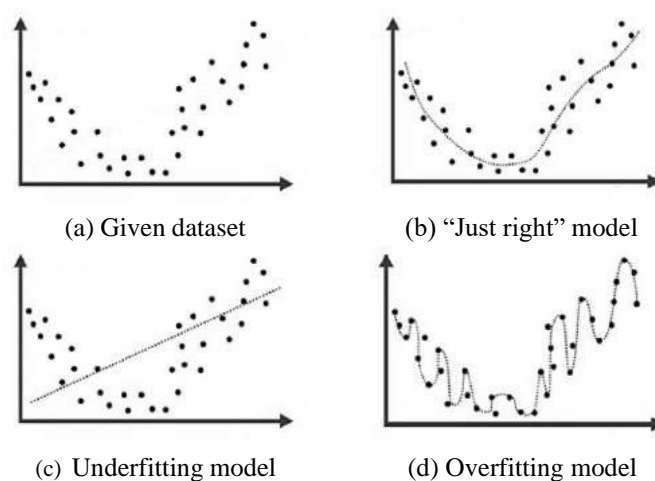 (a) Given dataset
(b) “Just right” model
(c) Underfitting model
(d) Overfitting model